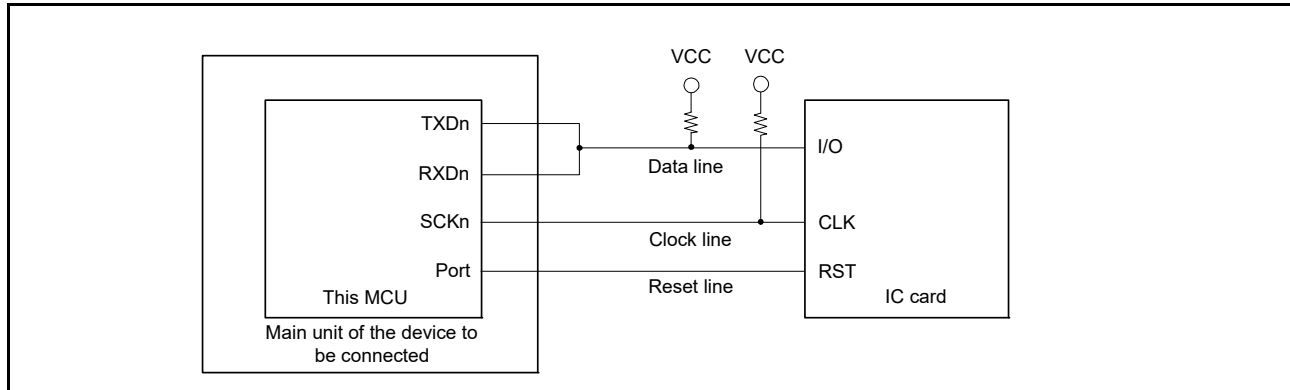 VCC
VCC
TXDn
RXDn
SCKn
Port
This MCU
Main unit of the device to
be connected
Data line
Clock line
Reset line
I/O
CLK
RST
IC card